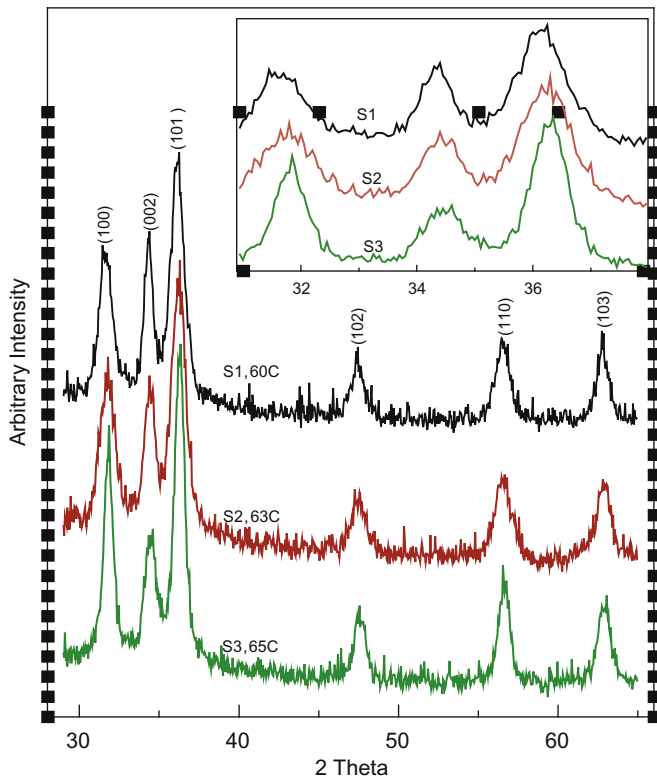 S1
S2
S3
32 34 36
(100)
(002)
(101 )
(102)
(110)
(103)
S1,60C
S2,63C
S3,65C
Arbitrary Intensity
30 40 50 60
2 Theta